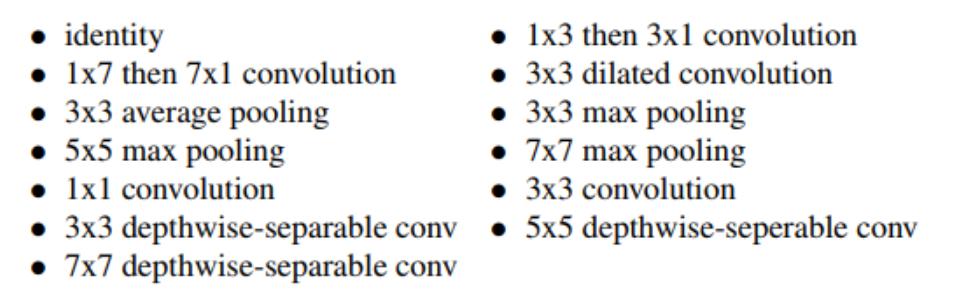 • identity
• 1x7 then 7x1 convolution
• 3x3 average pooling
• 5x5 max pooling
• 1x1 convolution
• 3x3 depthwise-separable conv
• 7x7 depthwise-separable conv
• 1x3 then 3x1 convolution
• 3x3 dilated convolution
• 3x3 max pooling
• 7x7 max pooling
• 3x3 convolution
• 5x5 depthwise-seperable conv